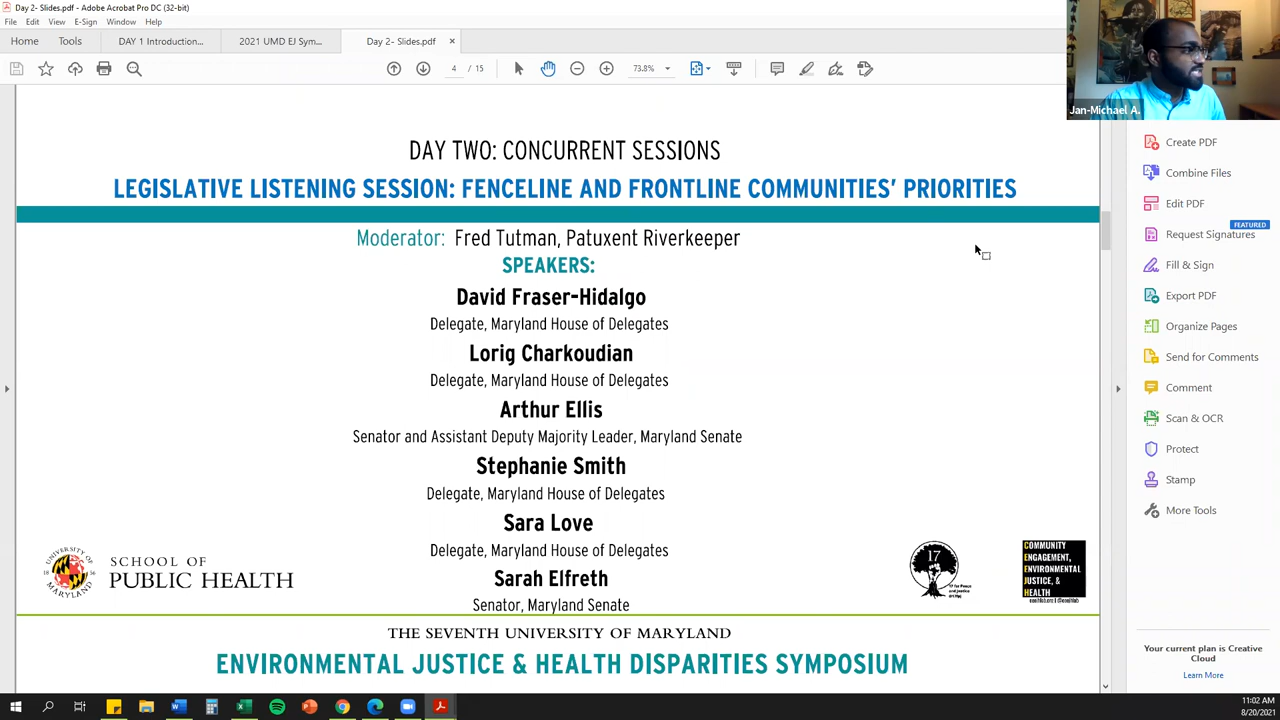 Day 2- Slides.pdf - Adobe Acrobat Pro DC (32-bit)
File Edit View E-Sign Window Help
Home Tools DAY 1 Introduction... 2021 UMD EJ Sym... Day 2- Slides.pdf ×
4 / 15 73.8%
Jan-Michael A.
DAY TWO: CONCURRENT SESSIONS
LEGISLATIVE LISTENING SESSION: FENCELINE AND FRONTLINE COMMUNITIES' PRIORITIES
Moderator: Fred Tutman, Patuxent Riverkeeper
SPEAKERS:
David Fraser-Hidalgo
Delegate, Maryland House of Delegates
Lorig Charkoudian
Delegate, Maryland House of Delegates
Arthur Ellis
Senator and Assistant Deputy Majority Leader, Maryland Senate
Stephanie Smith
Delegate, Maryland House of Delegates
Sara Love
Delegate, Maryland House of Delegates
Sarah Elfreth
Senator, Maryland Senate
UNIVERSITY OF
MARYLAND
18 56
SCHOOL OF
PUBLIC HEALTH
17
COMMUNITY
ENGAGEMENT,
ENVIRONMENTAL
JUSTICE, &
HEALTH
THE SEVENTH UNIVERSITY OF MARYLAND
ENVIRONMENTAL JUSTICE & HEALTH DISPARITIES SYMPOSIUM
Create PDF
Combine Files
Edit PDF
FEATURED
Request Signatures
Fill & Sign
Export PDF
Organize Pages
Send for Comments
Comment
Scan & OCR
Protect
Stamp
More Tools
Your current plan is Creative
Cloud
Learn More
11:02 AM
8/20/2021